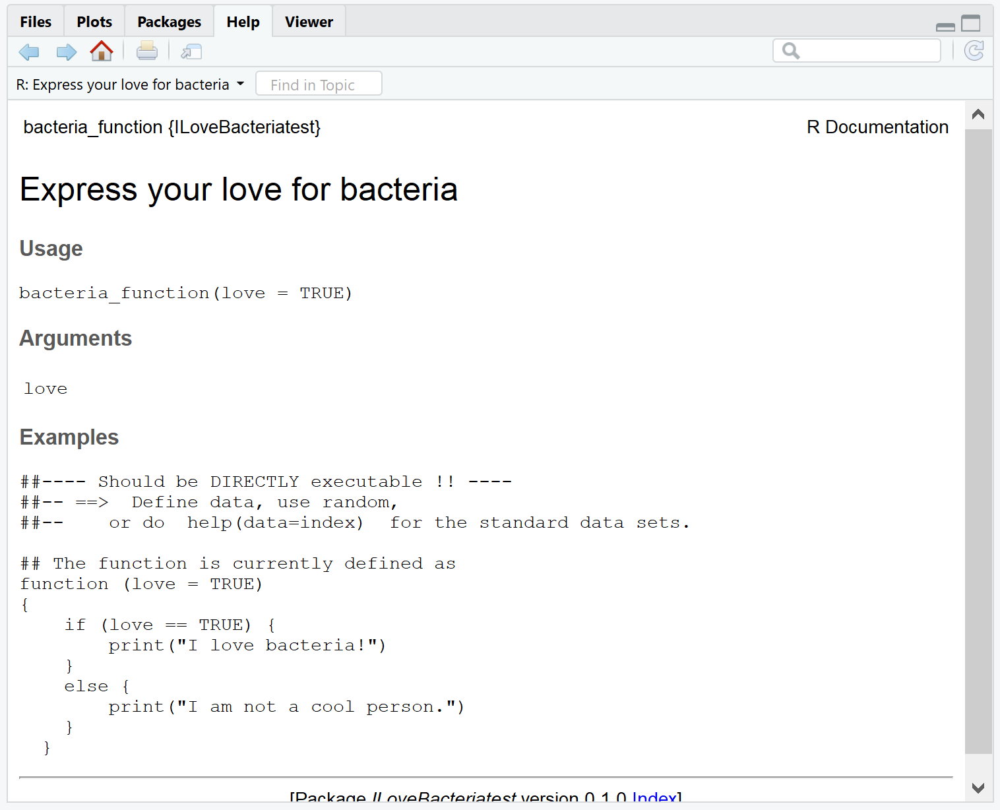 Files Plots Packages Help Viewer
R: Express your love for bacteria Find in Topic
bacteria_function {ILoveBacteriatest} R Documentation
Express your love for bacteria
Usage
bacteria_function(love = TRUE)
Arguments
love
Examples
##---- Should be DIRECTLY executable !! ----
##-- ==>  Define data, use random,
##--    or do  help(data=index)  for the standard data sets.
## The function is currently defined as
function (love = TRUE)
{
    if (love == TRUE) {
        print("I love bacteria!")
    }
    else {
        print("I am not a cool person.")
    }
  }
[Package ILoveBacteriatest version 0.1.0 Index]